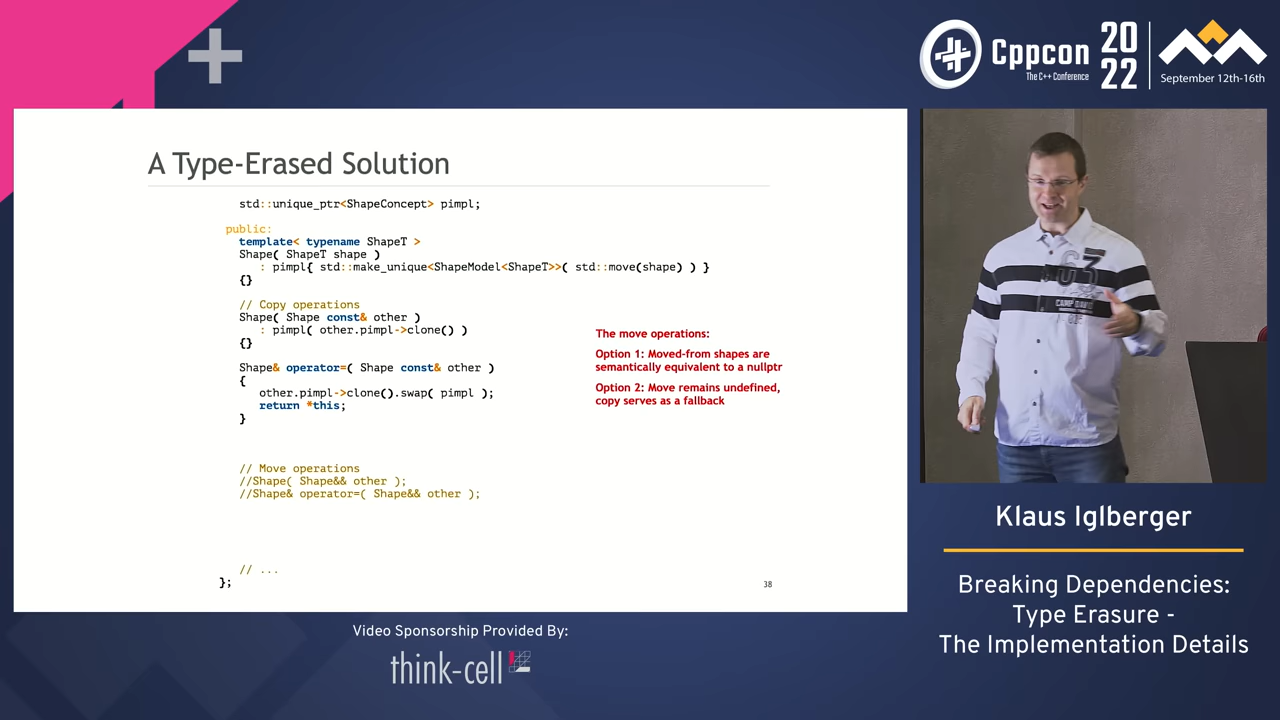 Cppcon
The C++ Conference
20
22
September 12th-16th
A Type-Erased Solution
std::unique_ptr<ShapeConcept> pimpl;
public:
template< typename ShapeT >
Shape( ShapeT shape )
: pimpl{ std::make_unique<ShapeModel<ShapeT>>( std::move(shape) ) }
{}
// Copy operations
Shape( Shape const& other )
: pimpl( other.pimpl->clone() )
{}
Shape& operator=( Shape const& other )
{
other.pimpl->clone().swap( pimpl );
return *this;
}
// Move operations
//Shape( Shape&& other );
//Shape& operator=( Shape&& other );
// ...
};
The move operations:
Option 1: Moved-from shapes are
semantically equivalent to a nullptr
Option 2: Move remains undefined,
copy serves as a fallback
38
63
CAMP DAVID
Klaus Iglberger
Breaking Dependencies:
Type Erasure -
The Implementation Details
Video Sponsorship Provided By:
think-cell